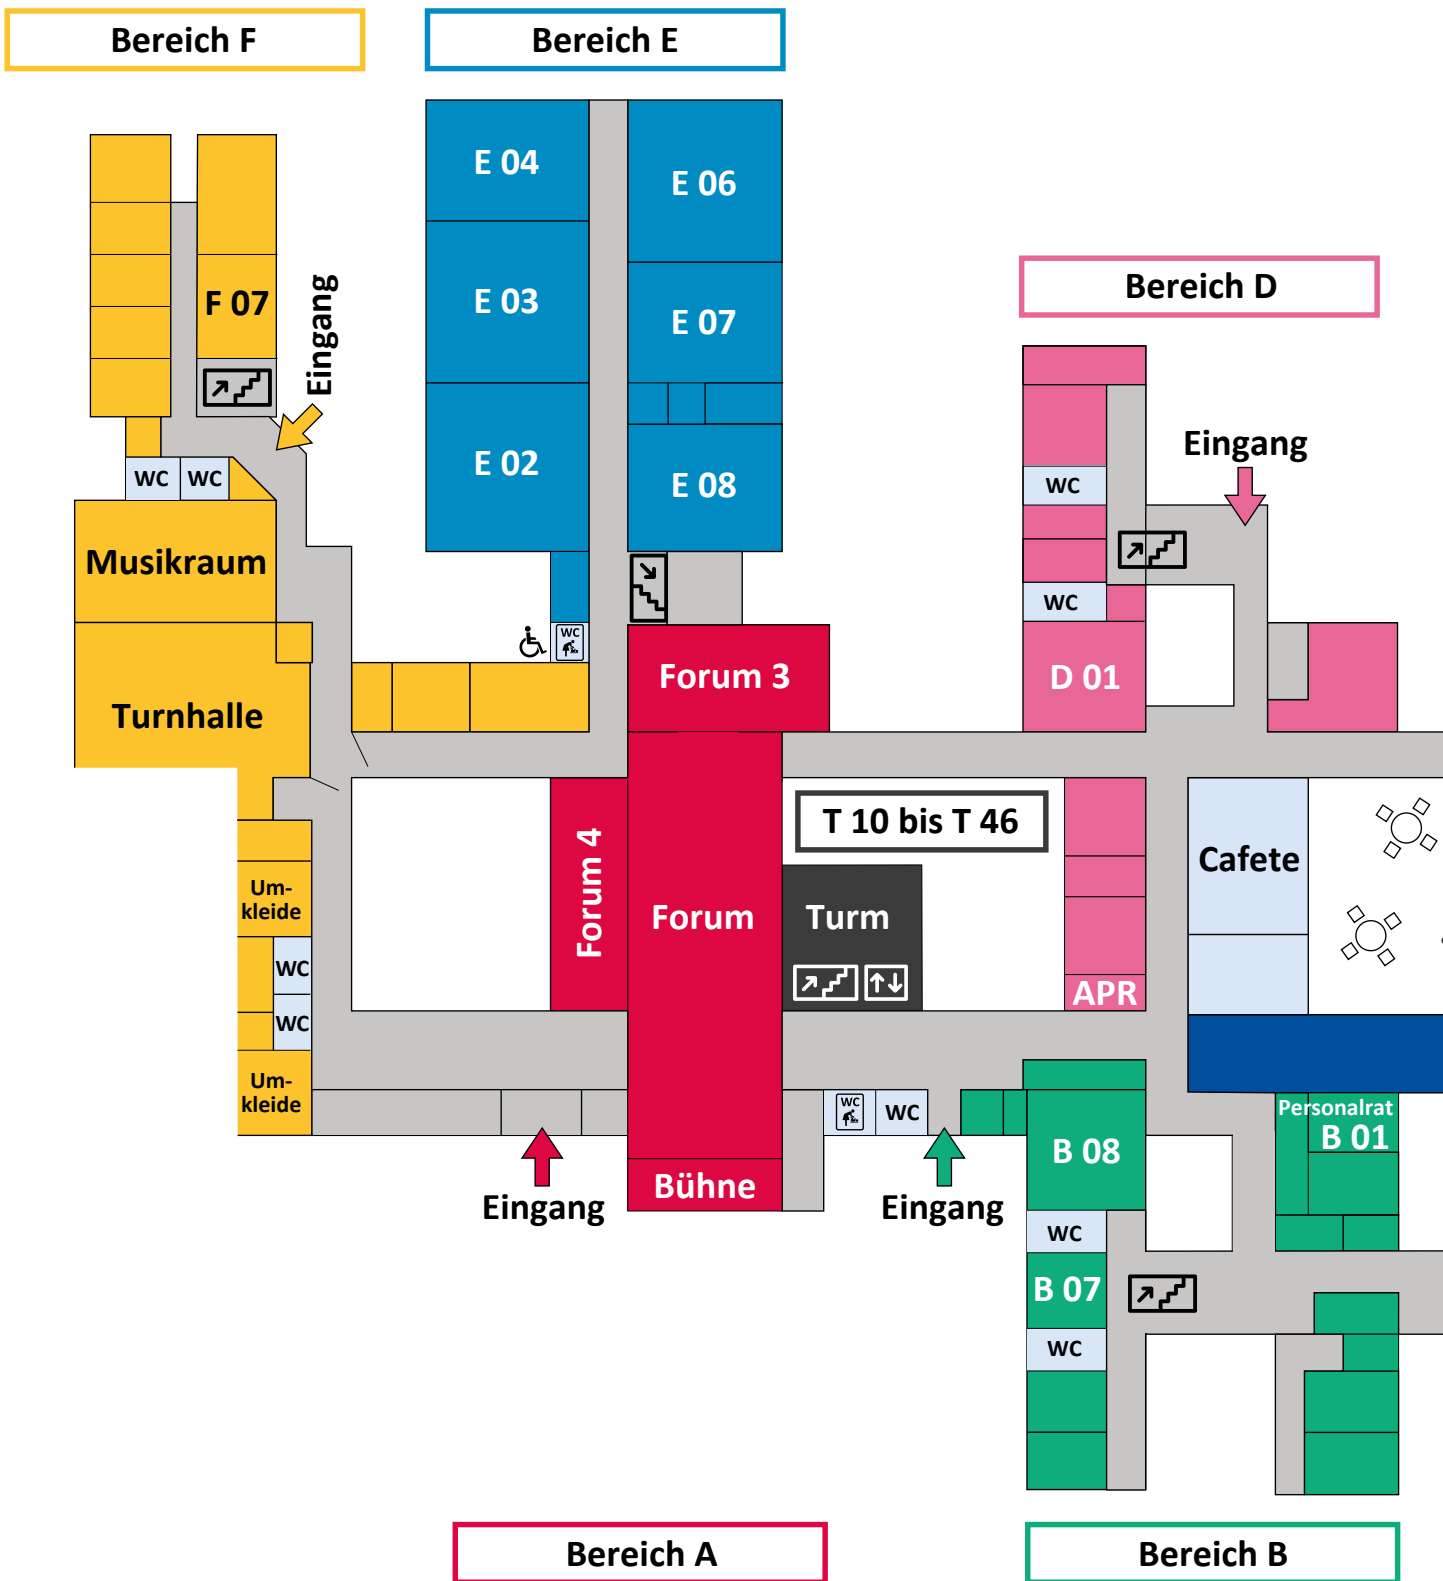 Bereich F
Bereich E
E 04
E 06
F 07
Eingang
E 03
E 07
Bereich D
E 02
E 08
Eingang
WC
WC
WC
Musikraum
WC
WC
Forum 3
D 01
Turnhalle
T 10 bis T 46
Forum 4
Cafete
Um-
kleide
Forum
Turm
WC
APR
WC
Um-
kleide
WC
WC
Personalrat
B 01
B 08
Bühne
Eingang
Eingang
WC
B 07
WC
Bereich A
Bereich B